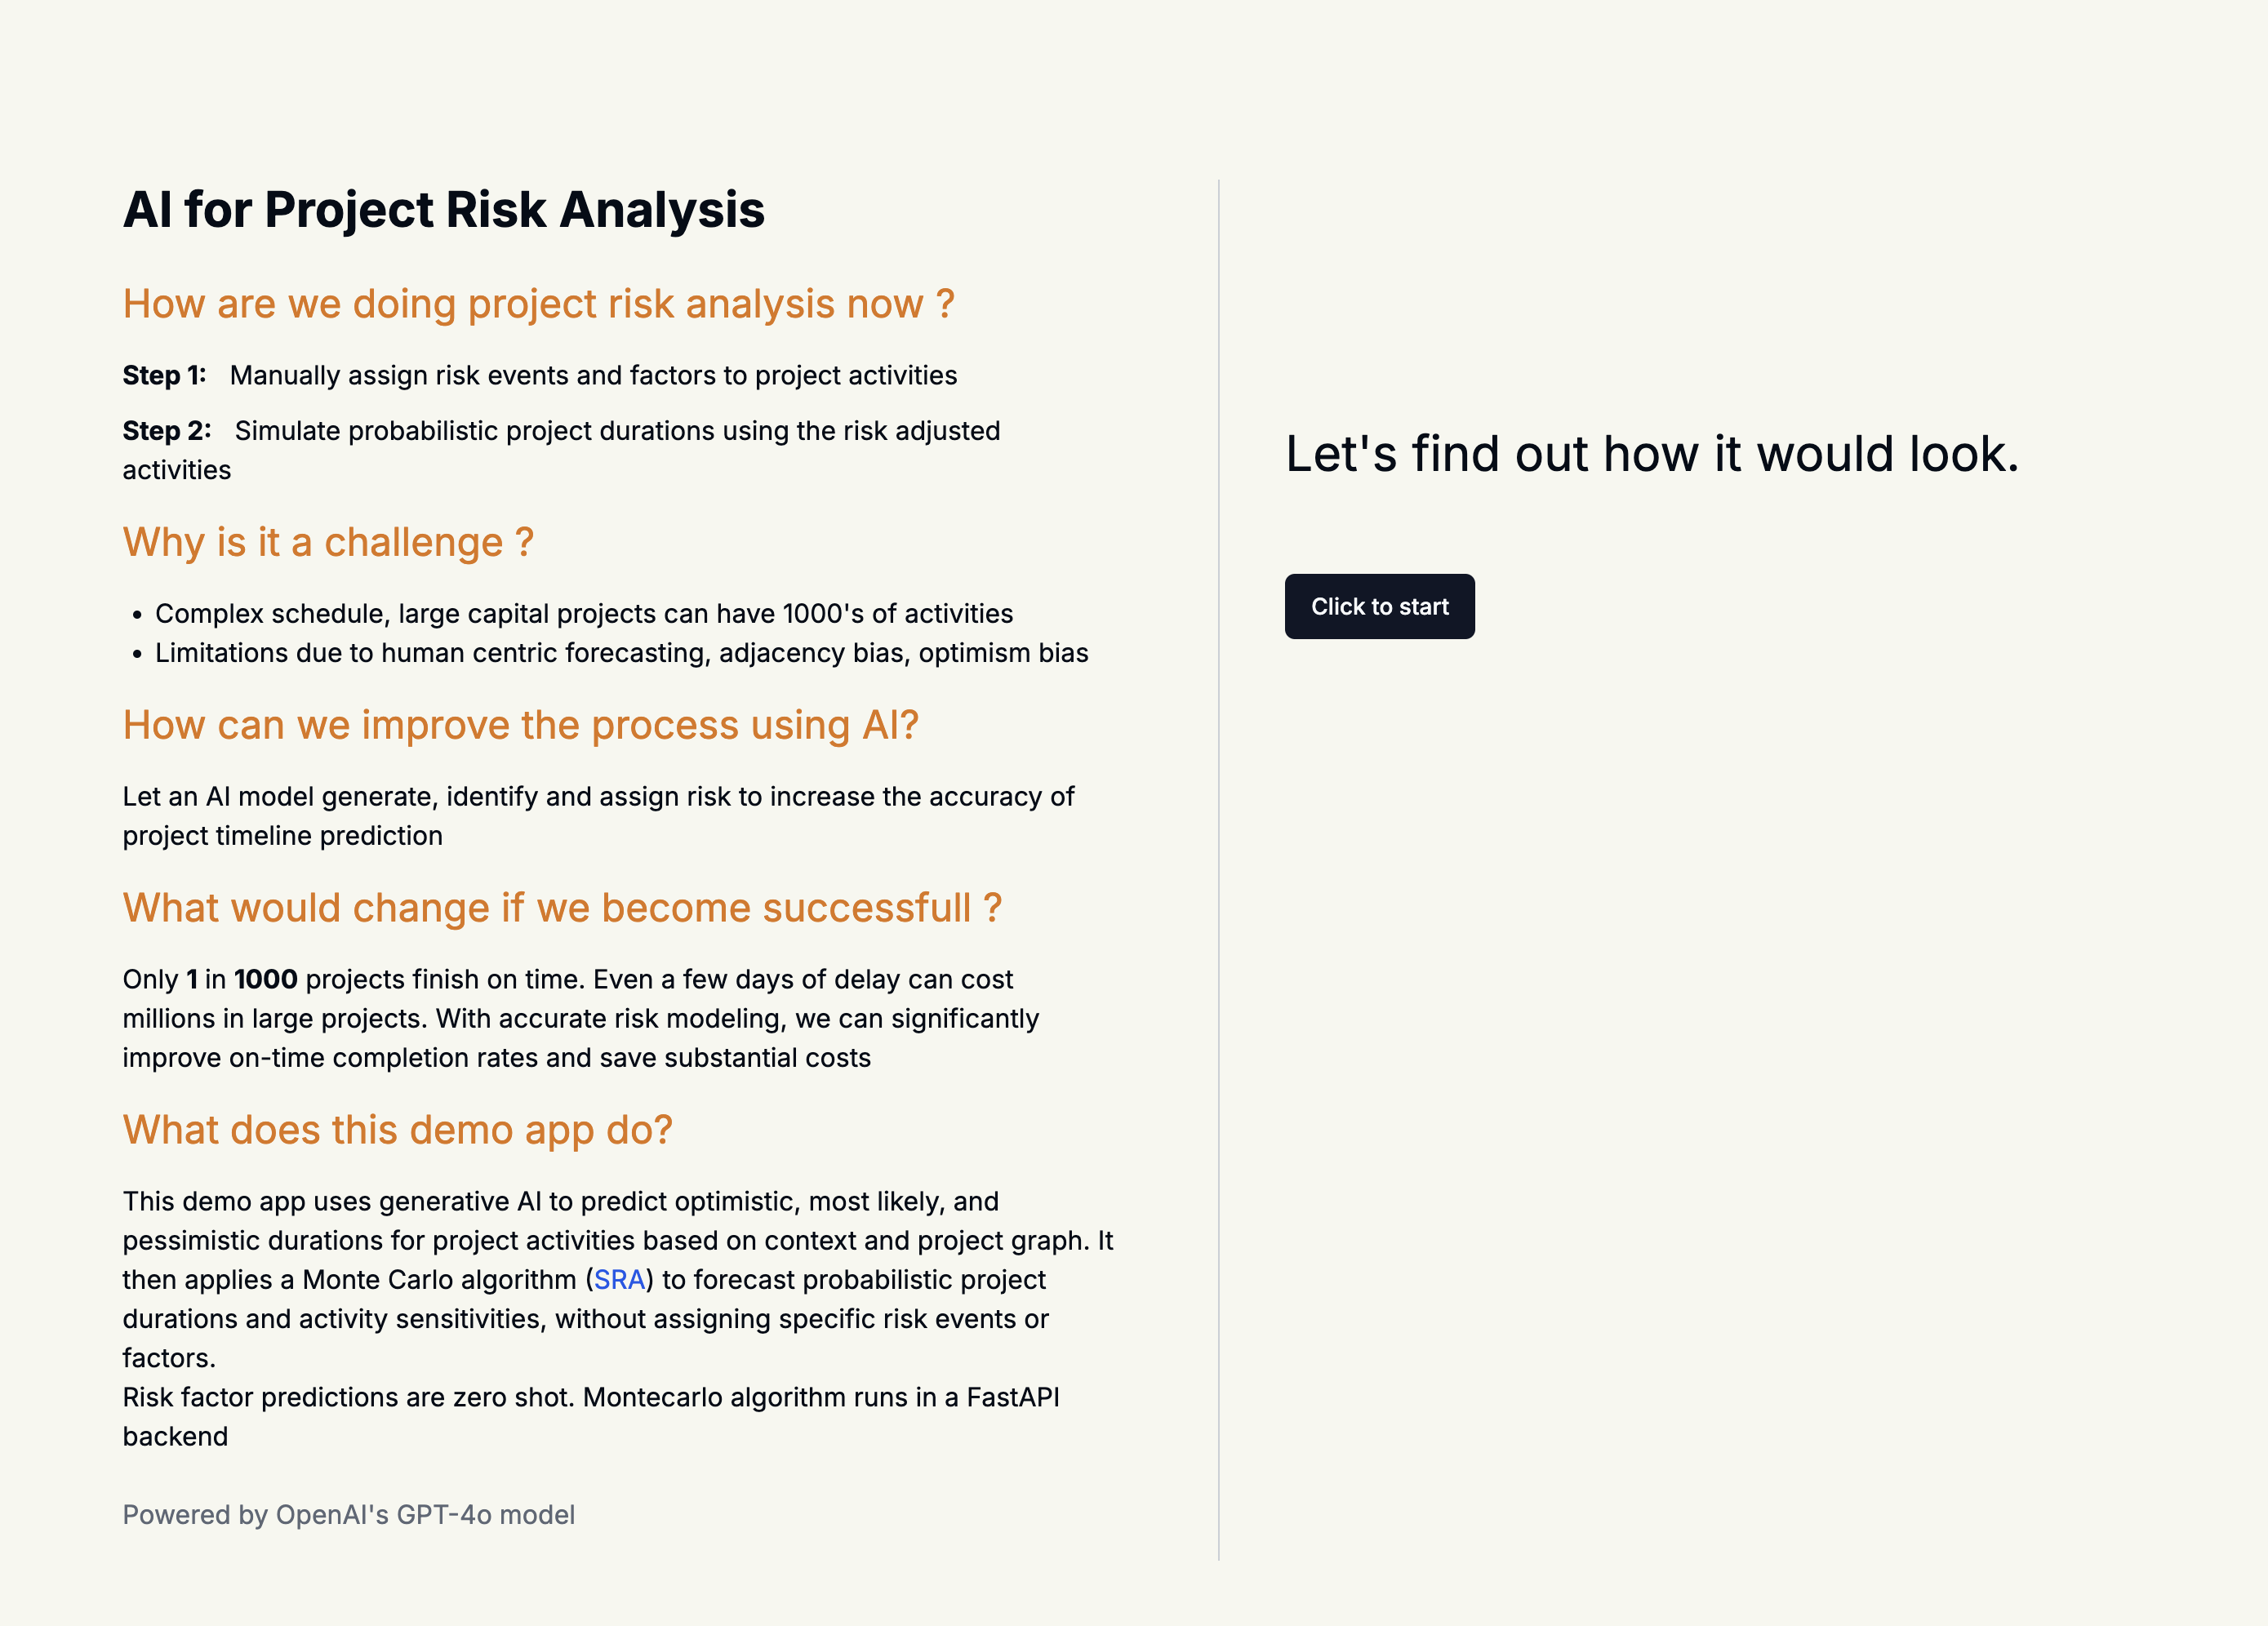 AI for Project Risk Analysis
How are we doing project risk analysis now ?
Step 1: Manually assign risk events and factors to project activities
Step 2: Simulate probabilistic project durations using the risk adjusted
activities
Why is it a challenge ?
• Complex schedule, large capital projects can have 1000's of activities
• Limitations due to human centric forecasting, adjacency bias, optimism bias
How can we improve the process using AI?
Let an AI model generate, identify and assign risk to increase the accuracy of
project timeline prediction
What would change if we become successfull ?
Only 1 in 1000 projects finish on time. Even a few days of delay can cost
millions in large projects. With accurate risk modeling, we can significantly
improve on-time completion rates and save substantial costs
What does this demo app do?
This demo app uses generative AI to predict optimistic, most likely, and
pessimistic durations for project activities based on context and project graph. It
then applies a Monte Carlo algorithm (SRA) to forecast probabilistic project
durations and activity sensitivities, without assigning specific risk events or
factors.
Risk factor predictions are zero shot. Montecarlo algorithm runs in a FastAPI
backend
Powered by OpenAI's GPT-4o model
Let's find out how it would look.
Click to start